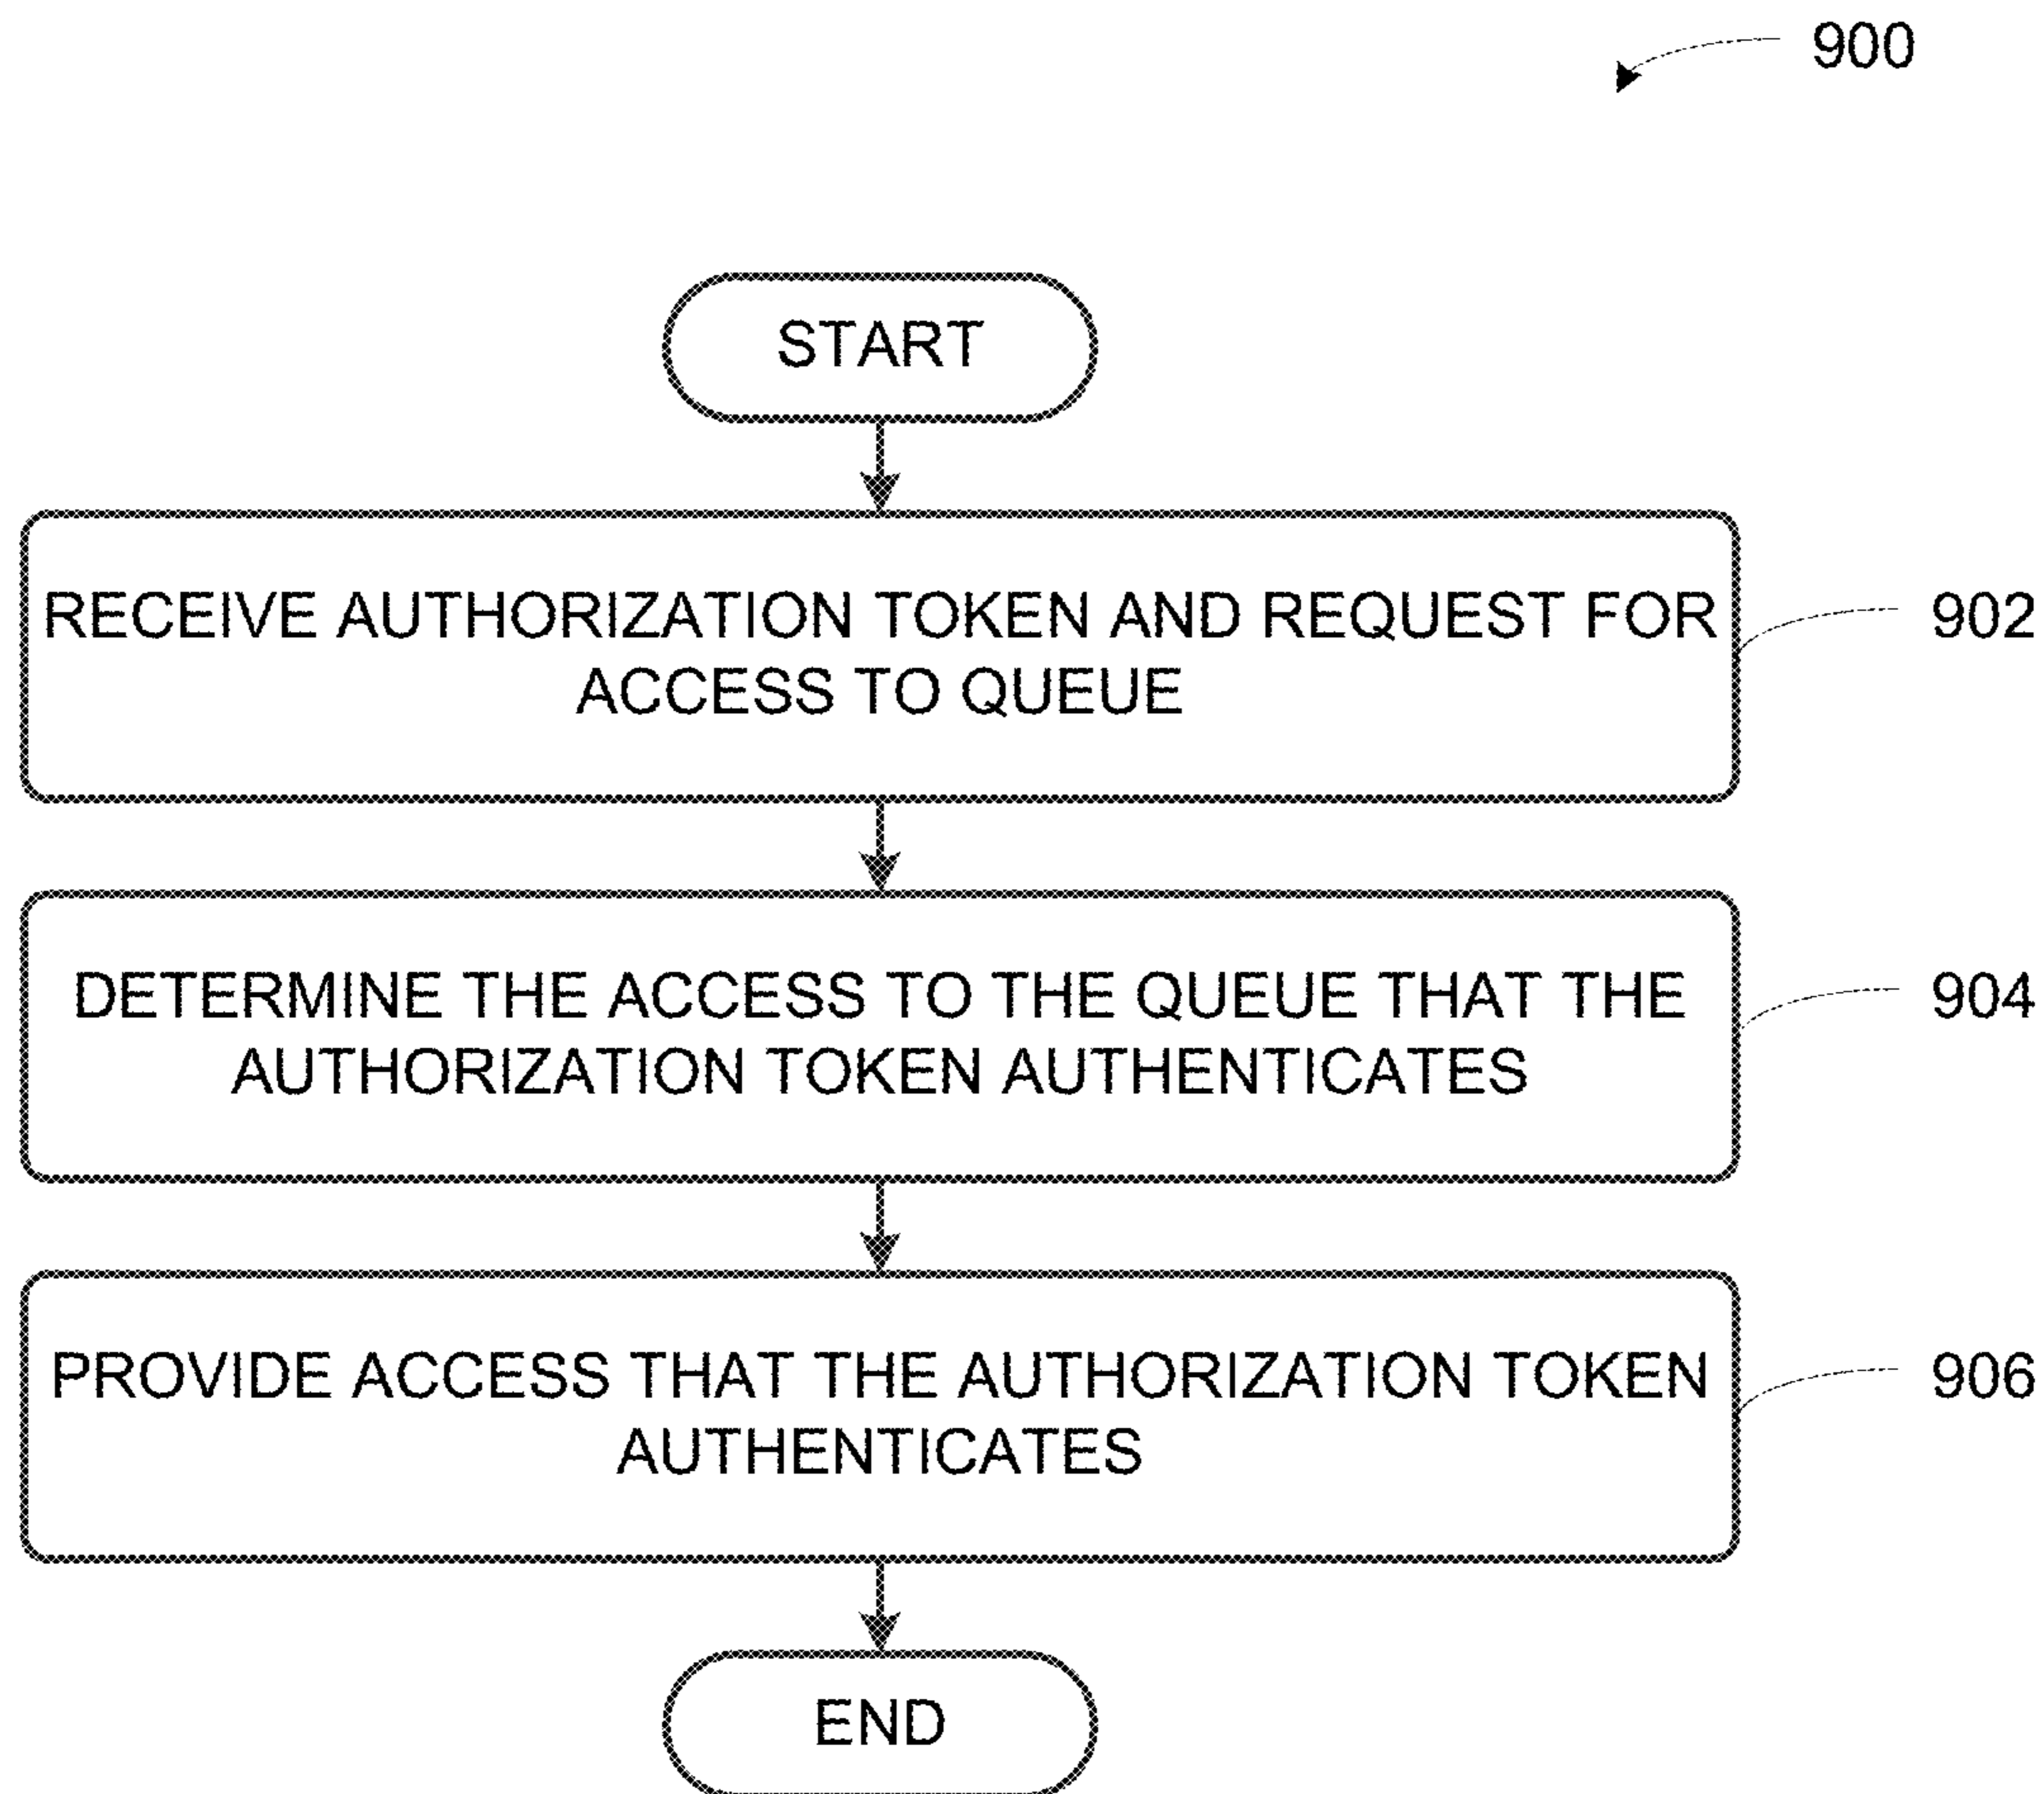 900
START
RECEIVE AUTHORIZATION TOKEN AND REQUEST FOR
ACCESS TO QUEUE
902
DETERMINE THE ACCESS TO THE QUEUE THAT THE
AUTHORIZATION TOKEN AUTHENTICATES
904
PROVIDE ACCESS THAT THE AUTHORIZATION TOKEN
AUTHENTICATES
906
END